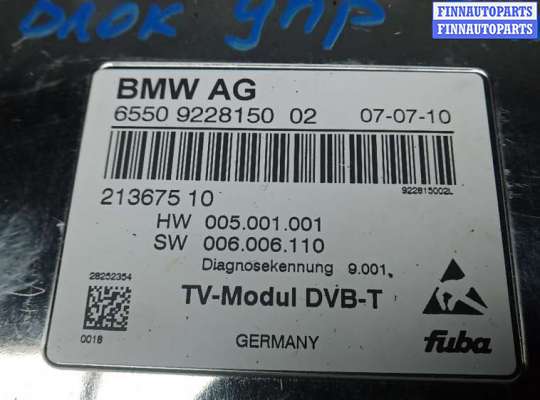 FINNAUTOPARTS
FINNAUTOPARTS
блок упр
BMW AG
6550 9228150 02 07-07-10
922815002L
213675 10
HW 005.001.001
SW 006.006.110
Diagnosekennung 9.001
28252354
TV-Modul DVB-T
0018
GERMANY
fuba